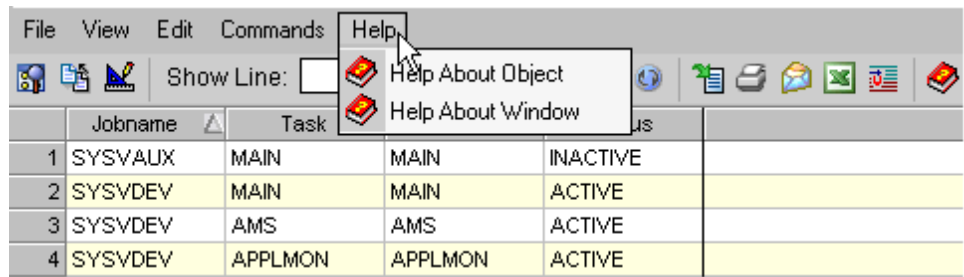 File View Edit Commands Help
Show Line:
Help About Object
Help About Window
Jobname Task us
1 SYSVAUX MAIN MAIN INACTIVE
2 SYSVDEV MAIN MAIN ACTIVE
3 SYSVDEV AMS AMS ACTIVE
4 SYSVDEV APPLMON APPLMON ACTIVE